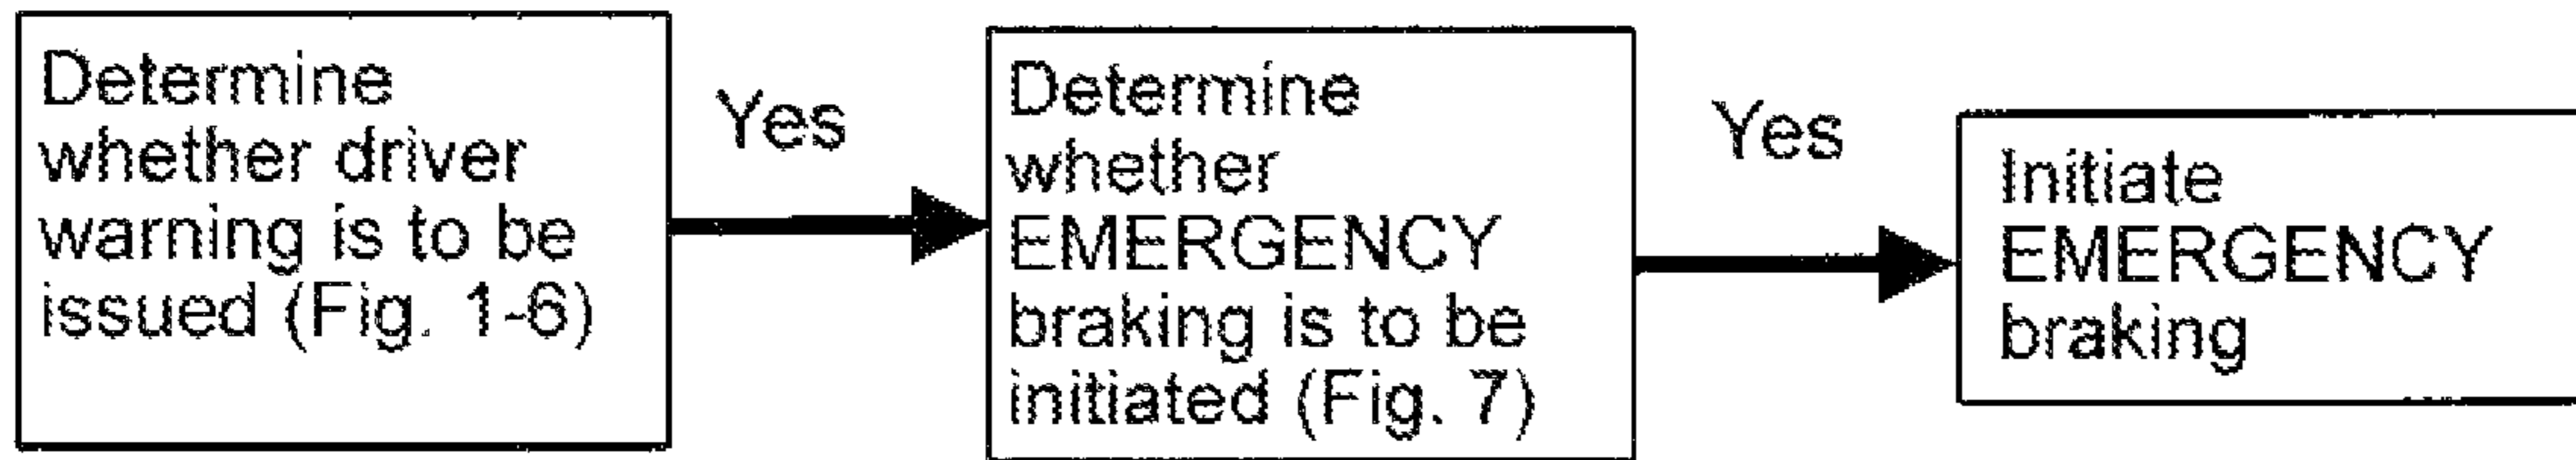 Determine
whether driver
warning is to be
issued (Fig. 1-6)
Yes
Determine
whether
EMERGENCY
braking is to be
initiated (Fig. 7)
Yes
Initiate
EMERGENCY
braking